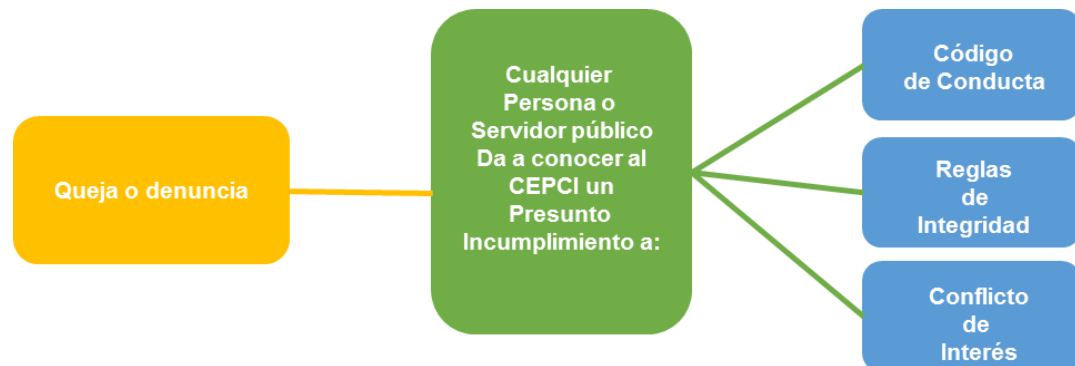 Queja o denuncia
Cualquier
Persona o
Servidor público
Da a conocer al
CEPCI un
Presunto
Incumplimiento a:
Código
de Conducta
Reglas
de
Integridad
Conflicto
de
Interés